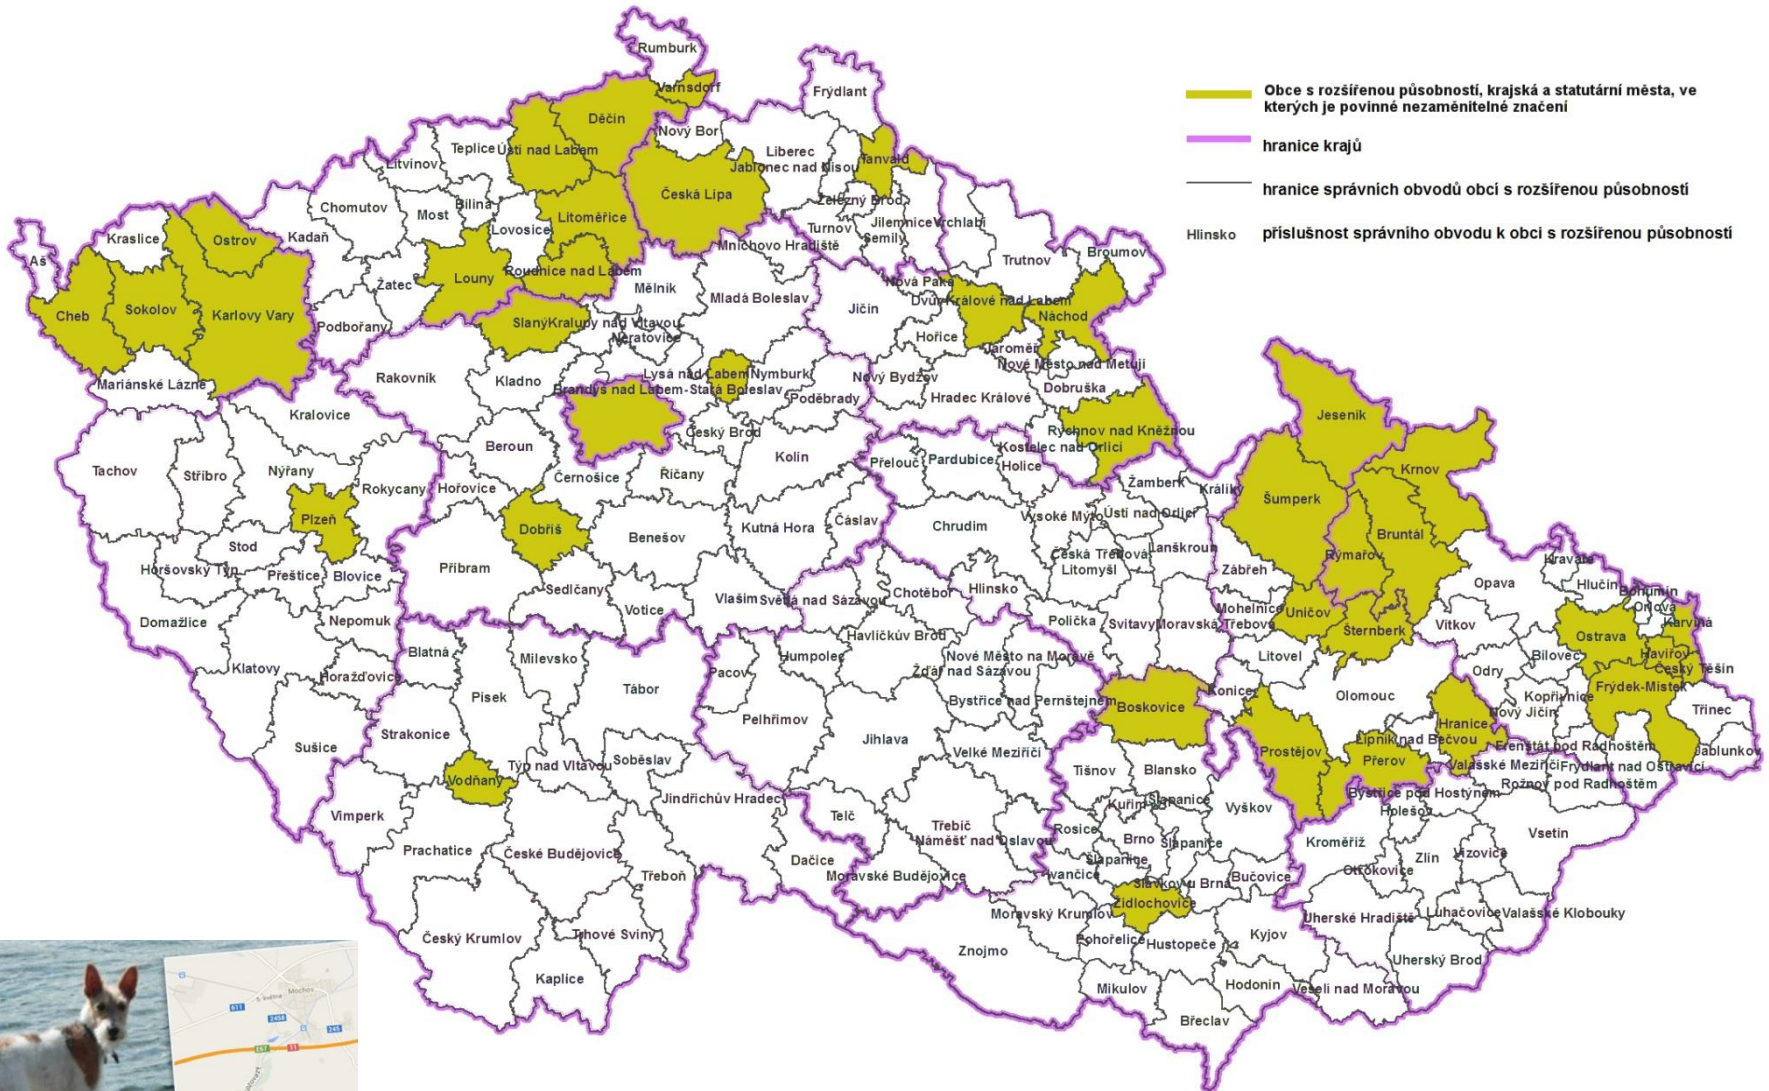 Rumburk
Varnsdorf
Frýdlant
Děčín
Nový Bor
Teplice
Ústí nad Labem
Liberec
Jablonec nad Nisou
Tanvald
Litvínov
Česká Lípa
Bílina
Železný Brod
Chomutov
Most
Litoměřice
Lovosice
Turnov
Jilemnice
Semily
Vrchlabí
Kraslice
Ostrov
Kadaň
Mnichovo Hradiště
Trutnov
Broumov
Aš
Louny
Roudnice nad Labem
Žatec
Mělník
Nová Paka
Mladá Boleslav
Dvůr Králové nad Labem
Jičín
Cheb
Sokolov
Karlovy Vary
Náchod
Podbořany
Slaný
Kralupy nad Vltavou
Neratovice
Hořice
Jaroměř
Nové Město nad Metují
Rakovník
Kladno
Lysá nad Labem
Nymburk
Nový Bydžov
Mariánské Lázně
Brandýs nad Labem-Stará Boleslav
Dobruška
Poděbrady
Hradec Králové
Kralovice
Český Brod
Rychnov nad Kněžnou
Beroun
Kostelec nad Orlicí
Kolín
Přelouč
Pardubice
Holice
Tachov
Stříbro
Nýřany
Rokycany
Hořovice
Černošice
Říčany
Žamberk
Králíky
Plzeň
Dobříš
Kutná Hora
Čáslav
Chrudim
Vysoké Mýto
Ústí nad Orlicí
Benešov
Stod
Česká Třebová
Lanškroun
Litomyšl
Horšovský Týn
Přeštice
Blovice
Příbram
Sedlčany
Vlašim
Světlá nad Sázavou
Chotěboř
Hlinsko
Votice
Domažlice
Nepomuk
Polička
Svitavy
Moravská Třebová
Havlíčkův Brod
Blatná
Milevsko
Humpolec
Nové Město na Moravě
Klatovy
Horažďovice
Pacov
Žďár nad Sázavou
Písek
Tábor
Bystřice nad Pernštejnem
Pelhřimov
Boskovice
Strakonice
Jihlava
Sušice
Velké Meziříčí
Soběslav
Týn nad Vltavou
Vodňany
Tišnov
Blansko
Jindřichův Hradec
Kuřim
Šlapanice
Vyškov
Vimperk
Telč
Třebíč
Rosice
Brno
Šlapanice
Náměšť nad Oslavou
Prachatice
České Budějovice
Dačice
Šlapanice
Třeboň
Moravské Budějovice
Ivančice
Slavkov u Brna
Bučovice
Židlochovice
Moravský Krumlov
Český Krumlov
Trhové Sviny
Pohořelice
Hustopeče
Kyjov
Znojmo
Kaplice
Mikulov
Hodonín
Veselí nad Moravou
Břeclav
Jeseník
Krnov
Šumperk
Bruntál
Rýmařov
Zábřeh
Opava
Kravaře
Hlučín
Bohumín
Mohelnice
Uničov
Orlová
Karviná
Šternberk
Vítkov
Ostrava
Litovel
Bílovec
Havířov
Český Těšín
Odry
Konice
Olomouc
Frýdek-Místek
Kopřivnice
Nový Jičín
Třinec
Hranice
Prostějov
Lipník nad Bečvou
Frenštát pod Radhoštěm
Jablunkov
Přerov
Valašské Meziříčí
Frýdlant nad Ostravicí
Rožnov pod Radhoštěm
Bystřice pod Hostýnem
Holešov
Vsetín
Kroměříž
Zlín
Vizovice
Otrokovice
Uherské Hradiště
Luhačovice
Valašské Klobouky
Uherský Brod
Obce s rozšířenou působností, krajská a statutární města, ve
kterých je povinné nezaměnitelné značení
hranice krajů
hranice správních obvodů obcí s rozšířenou působností
Hlinsko příslušnost správního obvodu k obci s rozšířenou působností
Mochov
611
245
E67
11